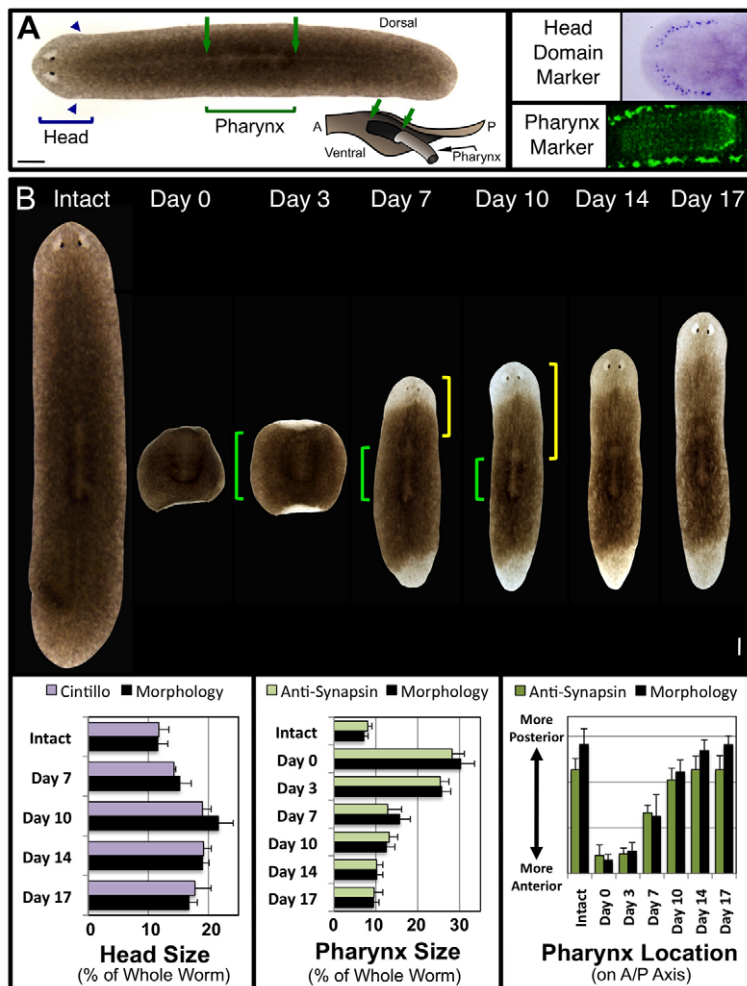 A
Dorsal
Head
Pharynx
A
P
Ventral
Pharynx
Head
Domain
Marker
Pharynx
Marker
B
Intact
Day 0
Day 3
Day 7
Day 10
Day 14
Day 17
Cintillo
Morphology
Intact
Day 7
Day 10
Day 14
Day 17
0
10
20
Head Size
(% of Whole Worm)
Anti-Synapsin
Morphology
Intact
Day 0
Day 3
Day 7
Day 10
Day 14
Day 17
0
10
20
30
Pharynx Size
(% of Whole Worm)
Anti-Synapsin
Morphology
More
Posterior
More
Anterior
Intact
Day 0
Day 3
Day 7
Day 10
Day 14
Day 17
Pharynx Location
(on A/P Axis)